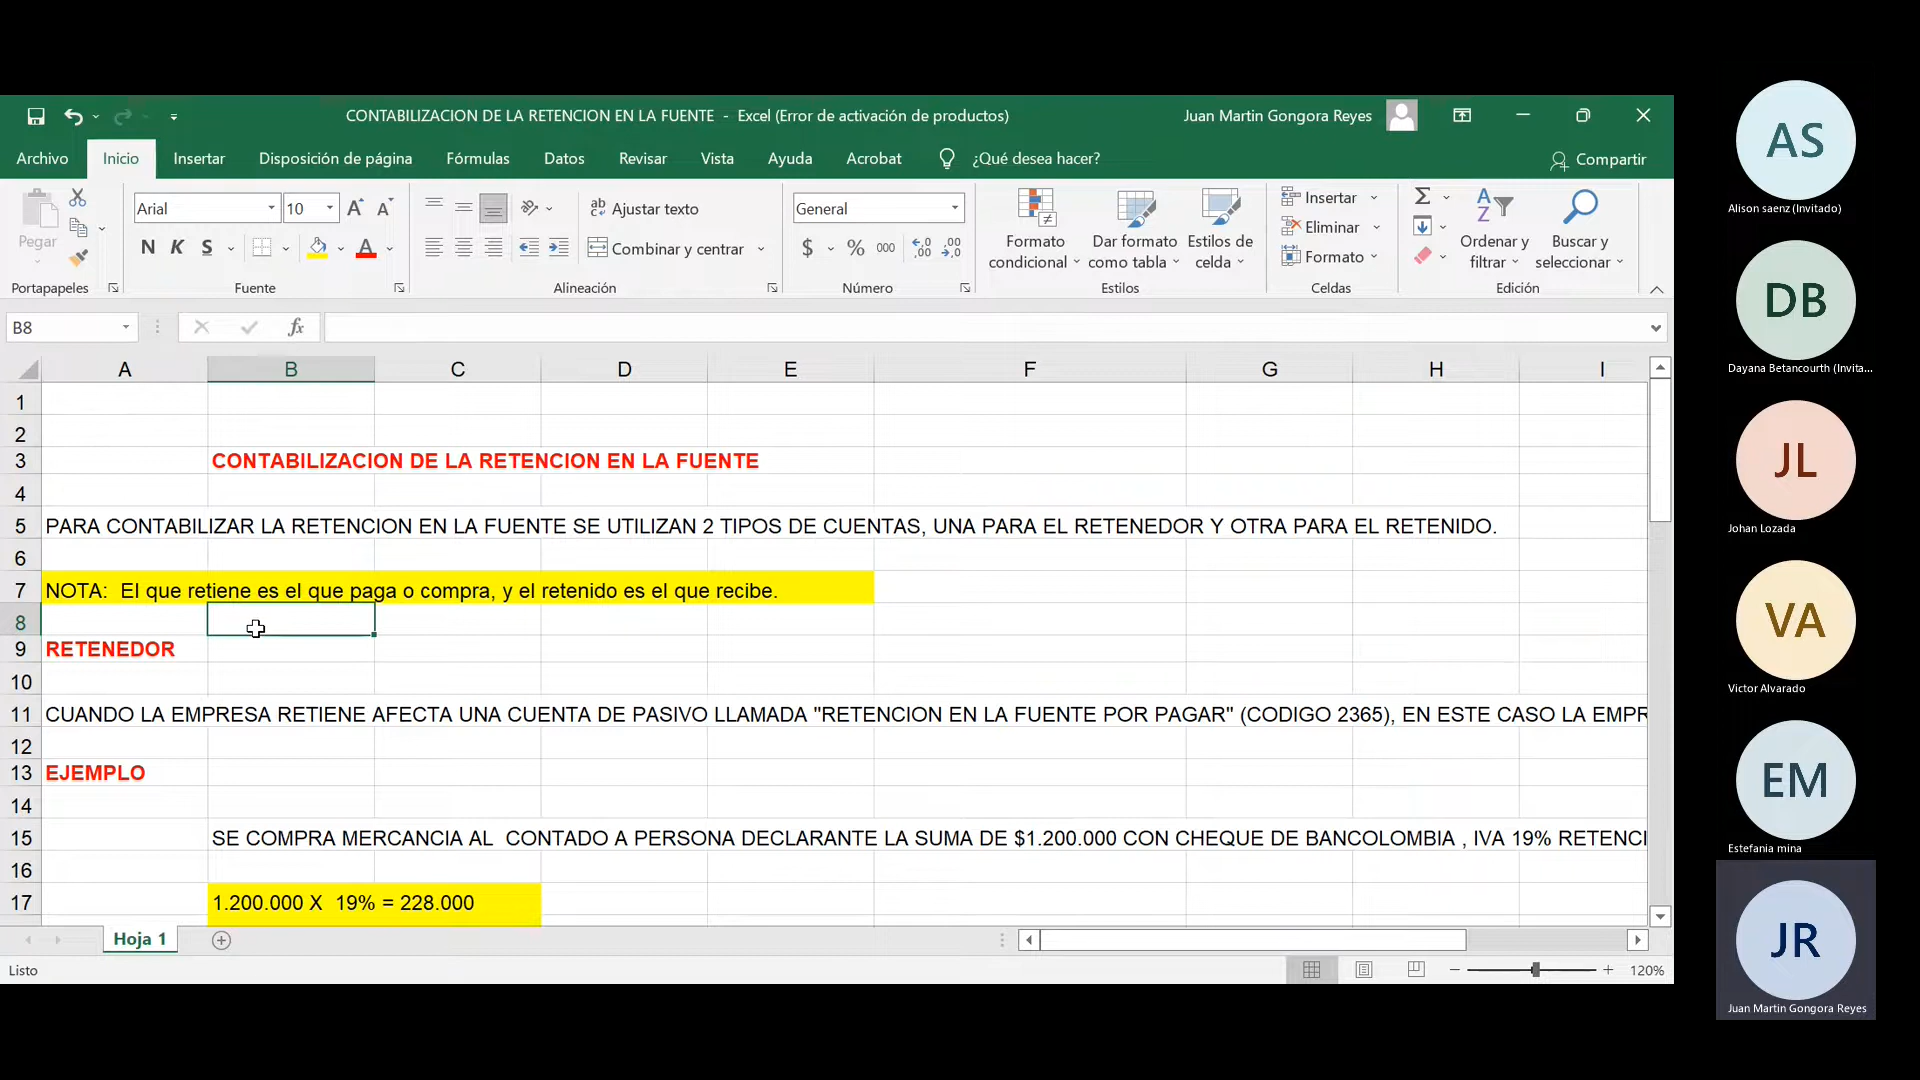 CONTABILIZACION DE LA RETENCION EN LA FUENTE - Excel (Error de activación de productos)
Juan Martin Gongora Reyes
Archivo Inicio Insertar Disposición de página Fórmulas Datos Revisar Vista Ayuda Acrobat ¿Qué desea hacer? Compartir
Pegar
Portapapeles
Arial 10
N K S
Fuente
Ajustar texto
Combinar y centrar
Alineación
General
$ % 000
Número
Formato condicional
Dar formato como tabla
Estilos de celda
Estilos
Insertar
Eliminar
Formato
Celdas
Ordenar y filtrar
Buscar y seleccionar
Edición
B8
fx
A B C D E F G H I
1
2
3 CONTABILIZACION DE LA RETENCION EN LA FUENTE
4
5 PARA CONTABILIZAR LA RETENCION EN LA FUENTE SE UTILIZAN 2 TIPOS DE CUENTAS, UNA PARA EL RETENEDOR Y OTRA PARA EL RETENIDO.
6
7 NOTA: El que retiene es el que paga o compra, y el retenido es el que recibe.
8
9 RETENEDOR
10
11 CUANDO LA EMPRESA RETIENE AFECTA UNA CUENTA DE PASIVO LLAMADA "RETENCION EN LA FUENTE POR PAGAR" (CODIGO 2365), EN ESTE CASO LA EMPR
12
13 EJEMPLO
14
15 SE COMPRA MERCANCIA AL CONTADO A PERSONA DECLARANTE LA SUMA DE $1.200.000 CON CHEQUE DE BANCOLOMBIA , IVA 19% RETENCI
16
17 1.200.000 X 19% = 228.000
Hoja 1
Listo
120%
AS
Alison saenz (Invitado)
DB
Dayana Betancourth (Invita...
JL
Johan Lozada
VA
Victor Alvarado
EM
Estefania mina
JR
Juan Martin Gongora Reyes